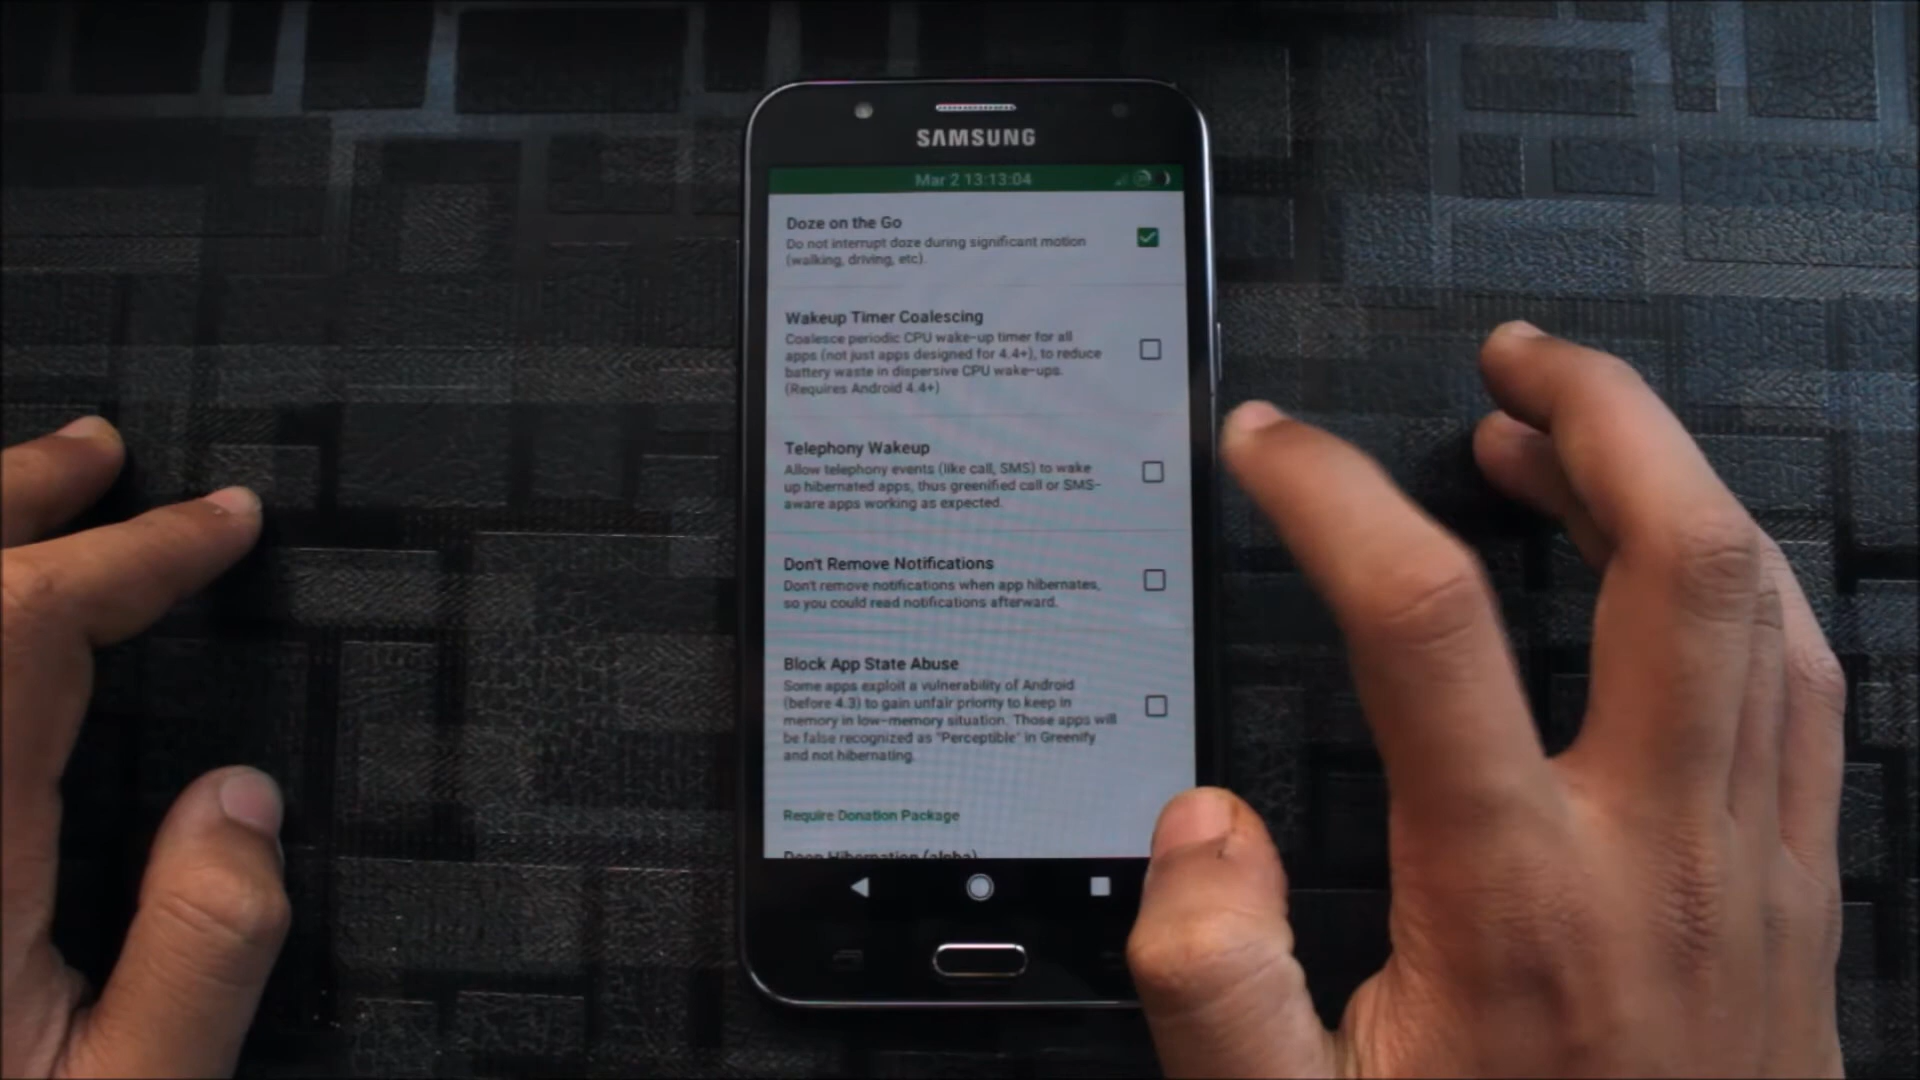 SAMSUNG
Mar 2 13:13:04
Doze on the Go
Do not interrupt doze during significant motion
(walking, driving, etc).
Wakeup Timer Coalescing
Coalesce periodic CPU wake-up timer for all
apps (not just apps designed for 4.4+), to reduce
battery waste in dispersive CPU wake-ups.
(Requires Android 4.4+)
Telephony Wakeup
Allow telephony events (like call, SMS) to wake
up hibernated apps, thus greenified call or SMS-
aware apps working as expected.
Don't Remove Notifications
Don't remove notifications when app hibernates,
so you could read notifications afterward.
Block App State Abuse
Some apps exploit a vulnerability of Android
(before 4.3) to gain unfair priority to keep in
memory in low-memory situation. Those apps will
be false recognized as "Perceptible" in Greenify
and not hibernating.
Require Donation Package
Deep Hibernation (alpha)